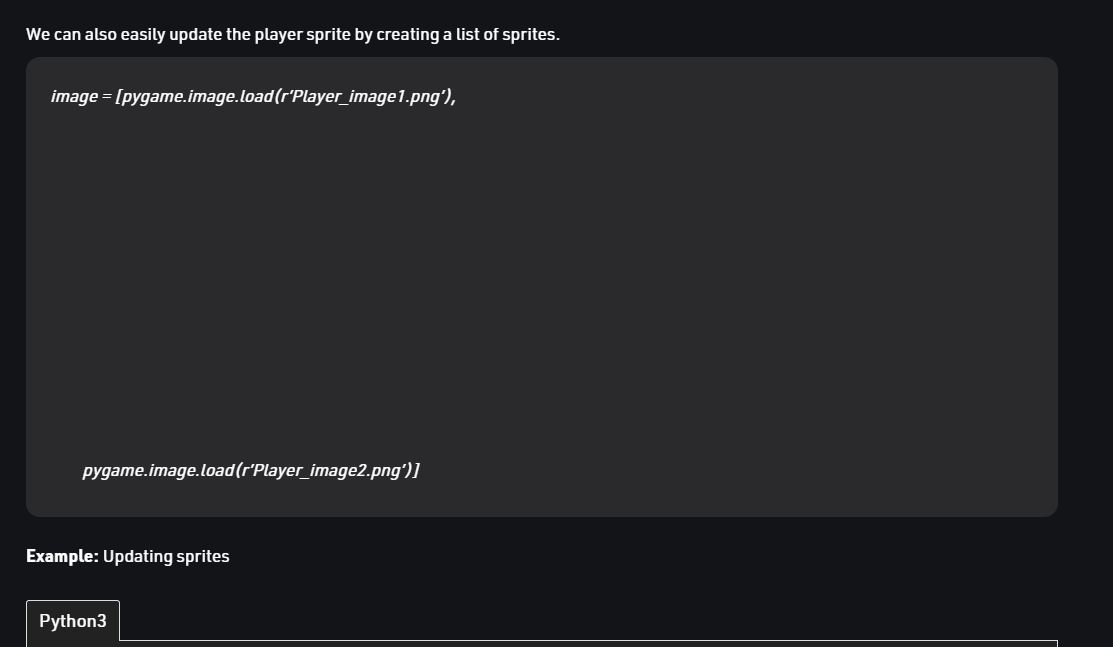 We can also easily update the player sprite by creating a list of sprites.
image = [pygame.image.load(r’Player_image1.png’),
pygame.image.load(r’Player_image2.png’)]
Example: Updating sprites
Python3